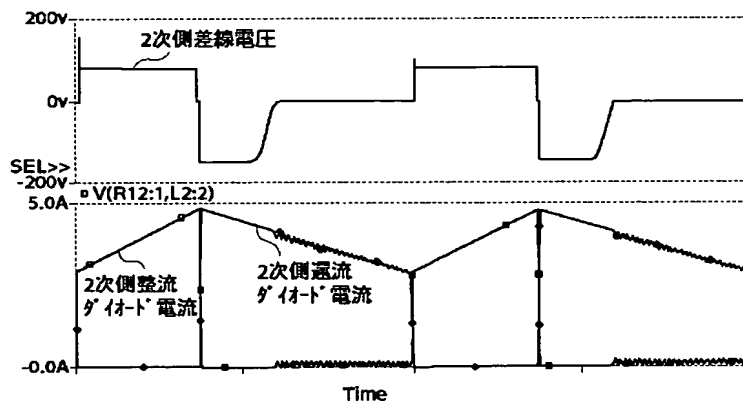 200v
2次側差線電圧
0v
SEL>>
-200v
V(R12:1,L2:2)
5.0A
2次側整流
ダイオード電流
2次側還流
ダイオード電流
-0.0A
Time